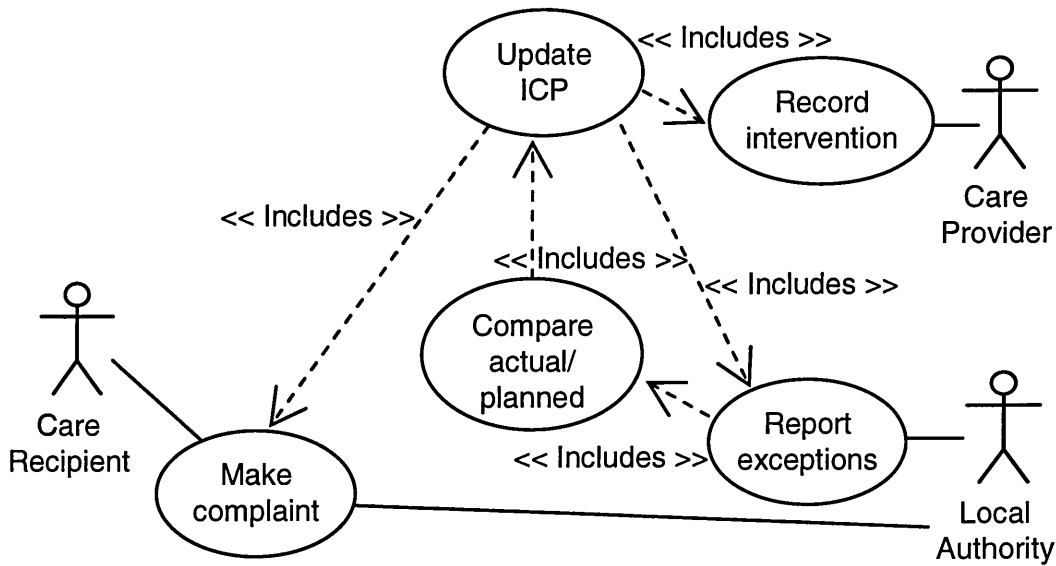 Update
ICP
<< Includes >>
Record
intervention
Care
Provider
<< Includes >>
<< Includes >>
<< Includes >>
Compare
actual/
planned
Care
Recipient
Report
exceptions
<< Includes >>
Make
complaint
Local
Authority